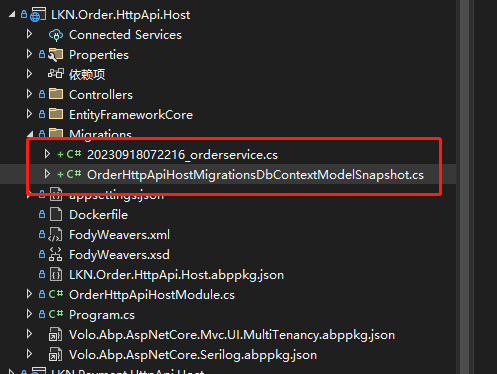 LKN.Order.HttpApi.Host
Connected Services
Properties
依赖项
Controllers
EntityFrameworkCore
Migrations
20230918072216_orderservice.cs
OrderHttpApiHostMigrationsDbContextModelSnapshot.cs
appsettings.json
Dockerfile
FodyWeavers.xml
FodyWeavers.xsd
LKN.Order.HttpApi.Host.abppkg.json
OrderHttpApiHostModule.cs
Program.cs
Volo.Abp.AspNetCore.Mvc.UI.MultiTenancy.abppkg.json
Volo.Abp.AspNetCore.Serilog.abppkg.json
LKN.Payment.HttpApi.Host